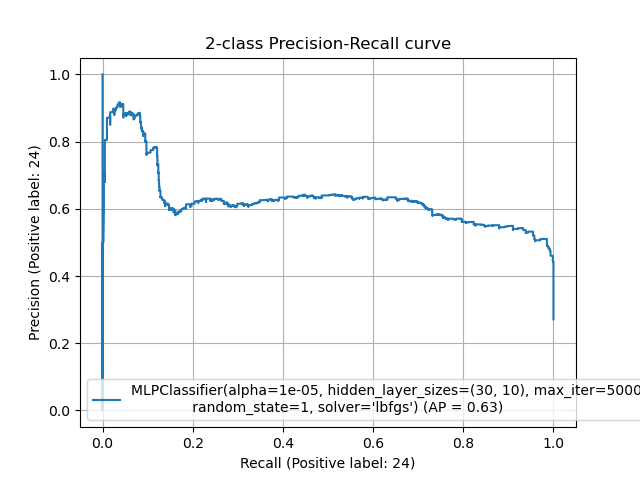 2-class Precision-Recall curve
1.0
0.8
0.6
0.4
0.2
0.0
Precision (Positive label: 24)
MLPClassifier(alpha=1e-05, hidden_layer_sizes=(30, 10), max_iter=5000
random_state=1, solver='lbfgs') (AP = 0.63)
0.0 0.2 0.4 0.6 0.8 1.0
Recall (Positive label: 24)